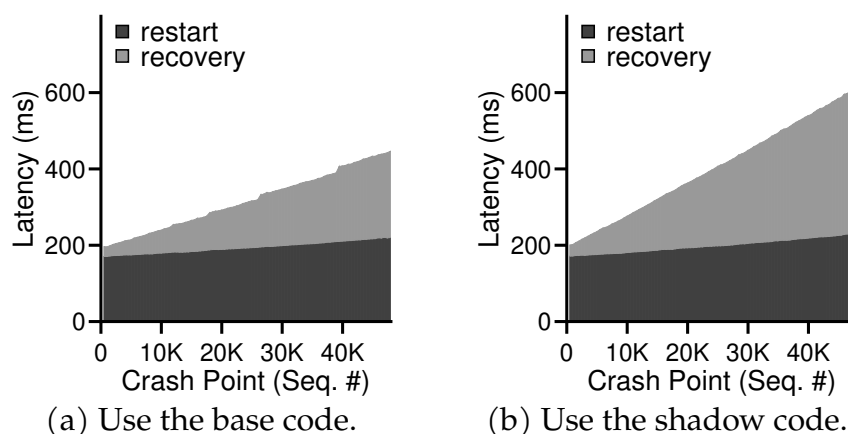 restart
recovery
600
400
200
0
Latency (ms)
0 10K 20K 30K 40K
Crash Point (Seq. #)
(a) Use the base code.
restart
recovery
600
400
200
0
Latency (ms)
0 10K 20K 30K 40K
Crash Point (Seq. #)
(b) Use the shadow code.